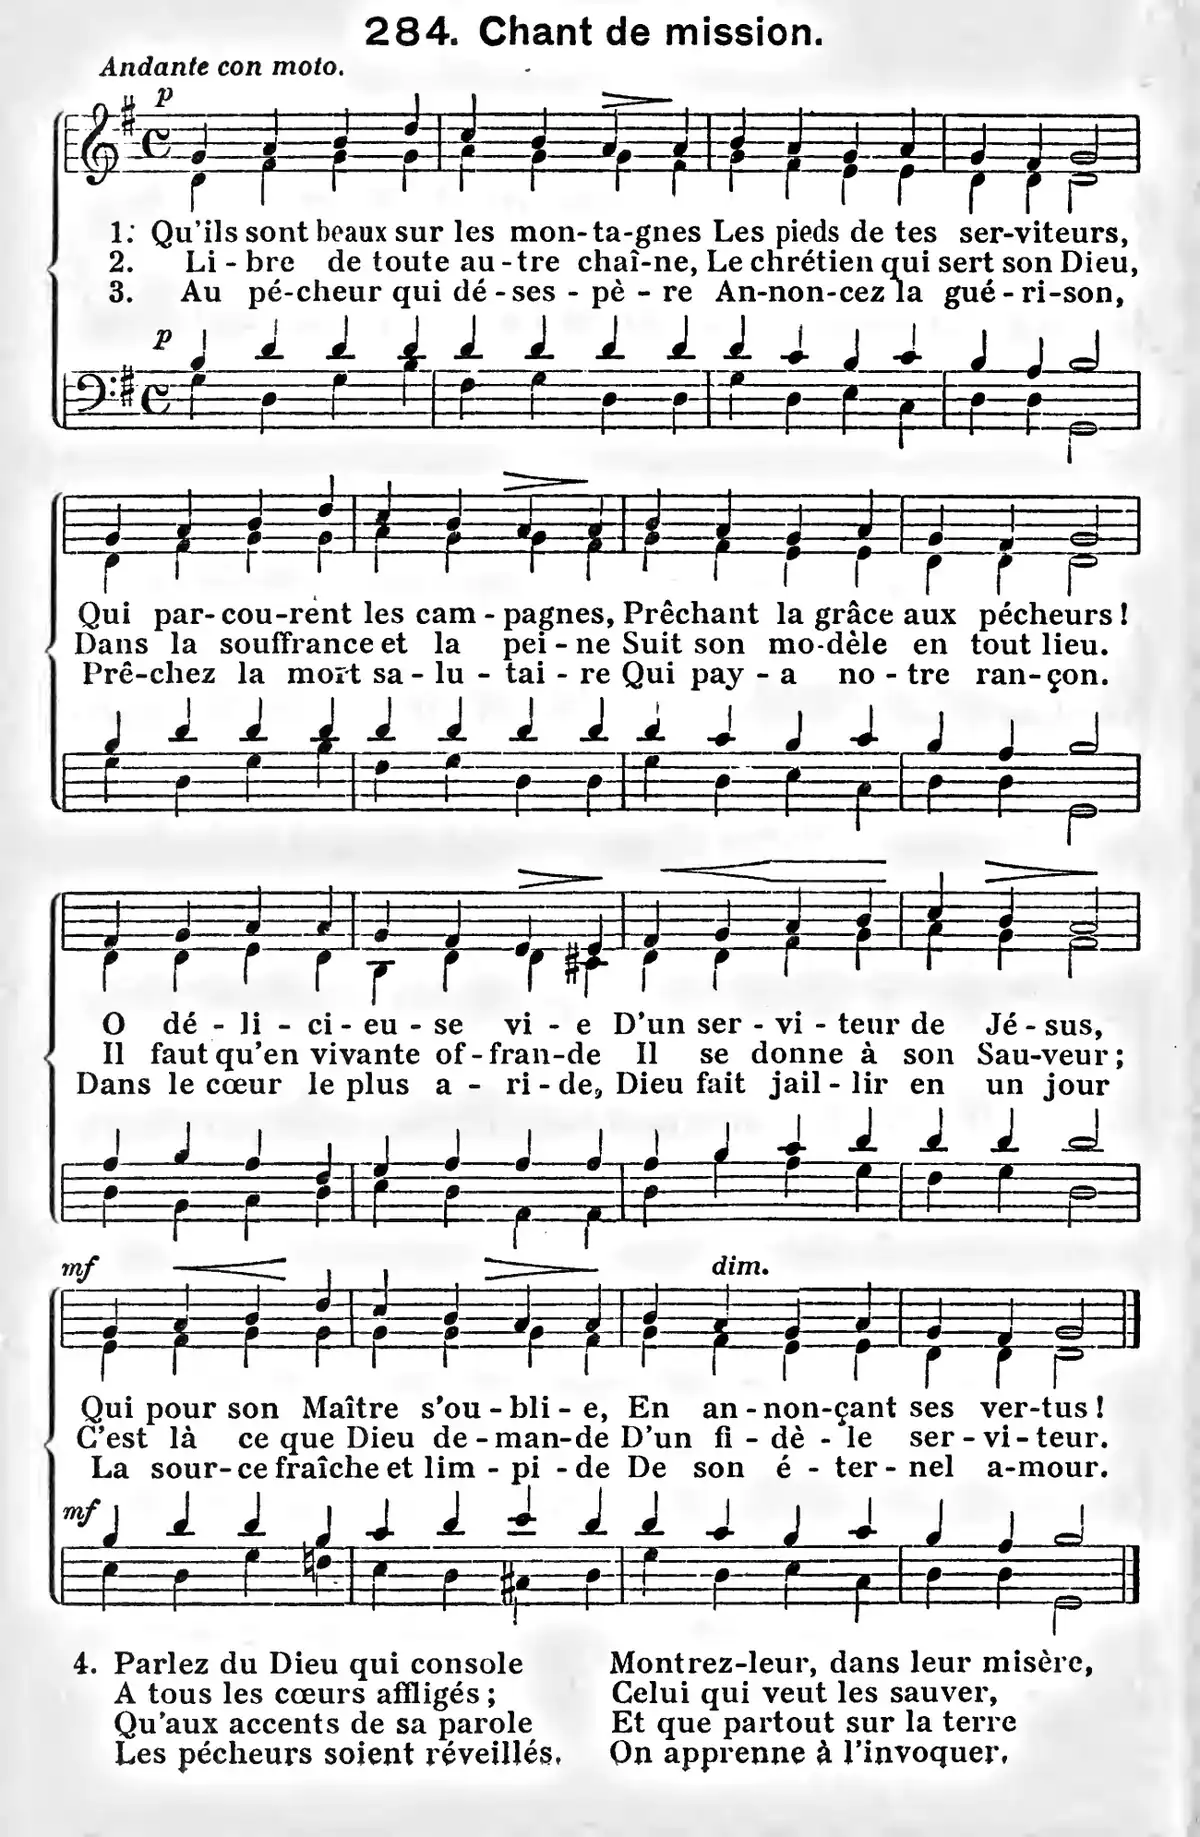 284. Chant de mission.
Andante con moto.
p
1. Qu'ils sont beaux sur les mon-ta-gnes Les pieds de tes ser-viteurs,
2. Li - bre de toute au - tre chaî-ne, Le chrétien qui sert son Dieu,
3. Au pé-cheur qui dé - ses - pè - re An-non-cez la gué - ri-son,
p
Qui par-cou-rent les cam - pagnes, Prêchant la grâce aux pécheurs !
Dans la souffrance et la pei - ne Suit son mo-dèle en tout lieu.
Prê-chez la mort sa - lu - tai - re Qui pay - a no - tre ran-çon.
O dé - li - ci - eu - se vi - e D'un ser - vi - teur de Jé - sus,
Il faut qu'en vivante of - fran-de Il se donne à son Sau-veur ;
Dans le cœur le plus a - ri - de, Dieu fait jail - lir en un jour
mf dim.
Qui pour son Maître s'ou - bli - e, En an - non-çant ses ver-tus !
C'est là ce que Dieu de - man-de D'un fi - dè - le ser - vi - teur.
La sour-ce fraîche et lim - pi - de De son é - ter - nel a-mour.
mf
4. Parlez du Dieu qui console
A tous les cœurs affligés ;
Qu'aux accents de sa parole
Les pécheurs soient réveillés.
Montrez-leur, dans leur misère,
Celui qui veut les sauver,
Et que partout sur la terre
On apprenne à l'invoquer.